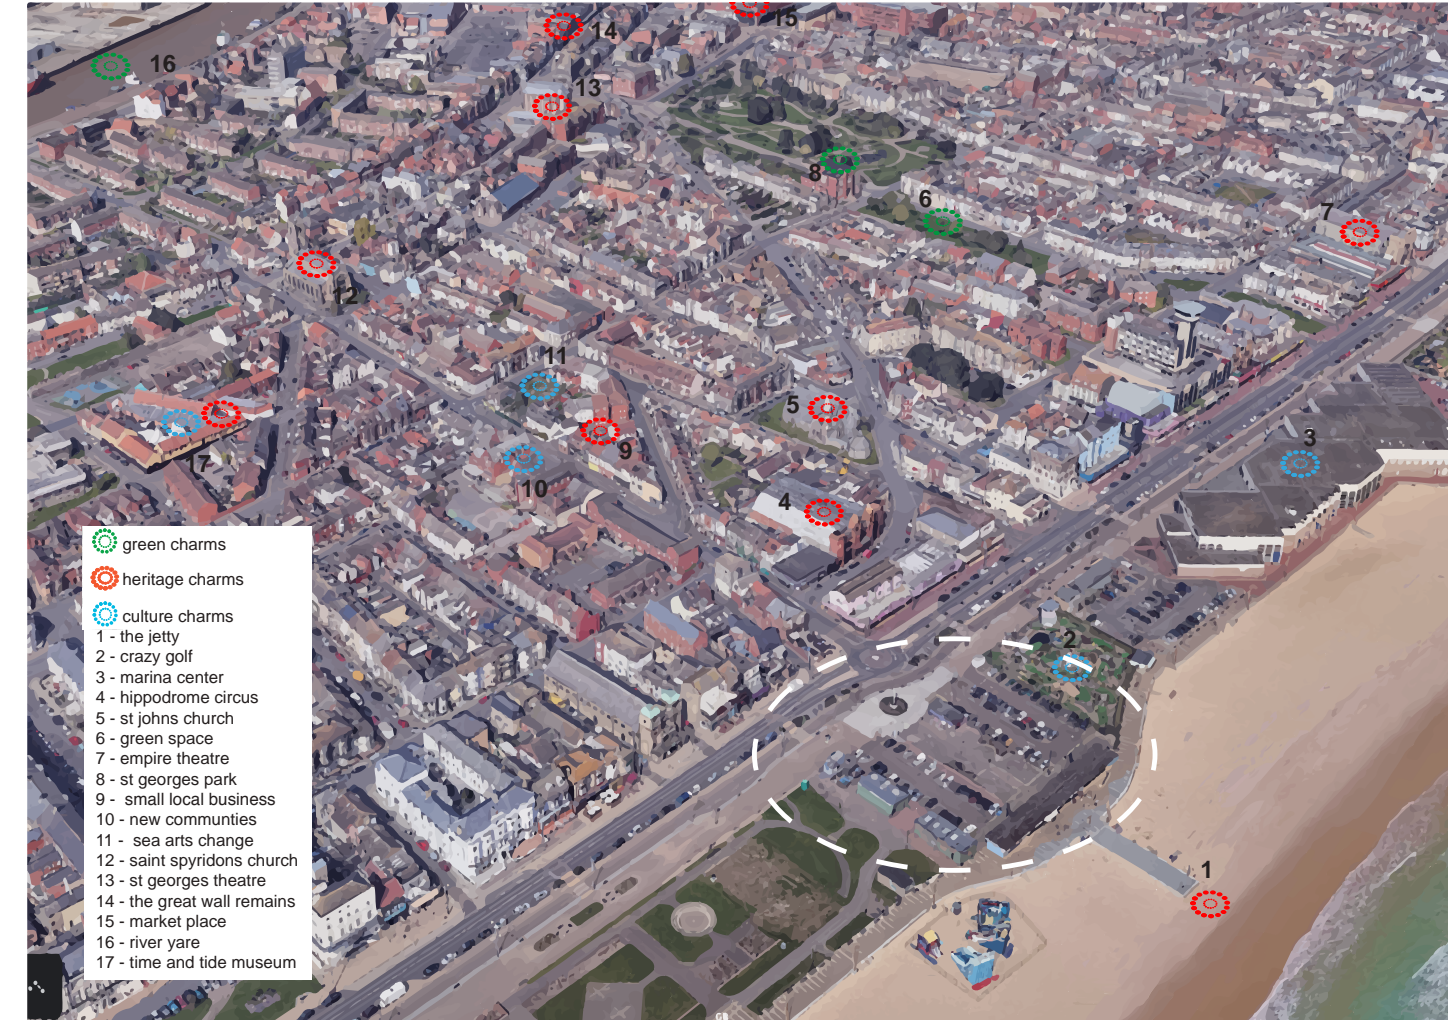 15
14
16
13
8
6
7
12
11
5
9
3
17
10
4
green charms
heritage charms
culture charms
1 - the jetty
2 - crazy golf
3 - marina center
4 - hippodrome circus
5 - st johns church
6 - green space
7 - empire theatre
8 - st georges park
9 - small local business
10 - new communties
11 - sea arts change
12 - saint spyridons church
13 - st georges theatre
14 - the great wall remains
15 - market place
16 - river yare
17 - time and tide museum
2
1